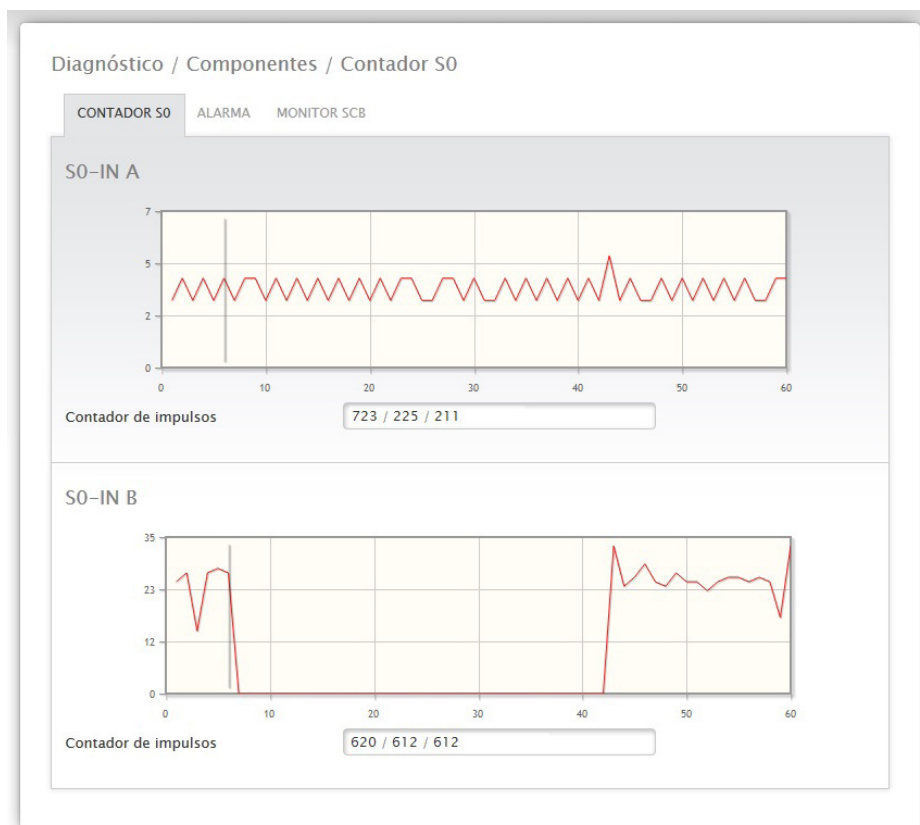 Diagnóstico / Componentes / Contador S0
CONTADOR S0 ALARMA MONITOR SCB
S0-IN A
7
5
2
0
0 10 20 30 40 50 60
Contador de impulsos 723 / 225 / 211
S0-IN B
35
23
12
0
0 10 20 30 40 50 60
Contador de impulsos 620 / 612 / 612